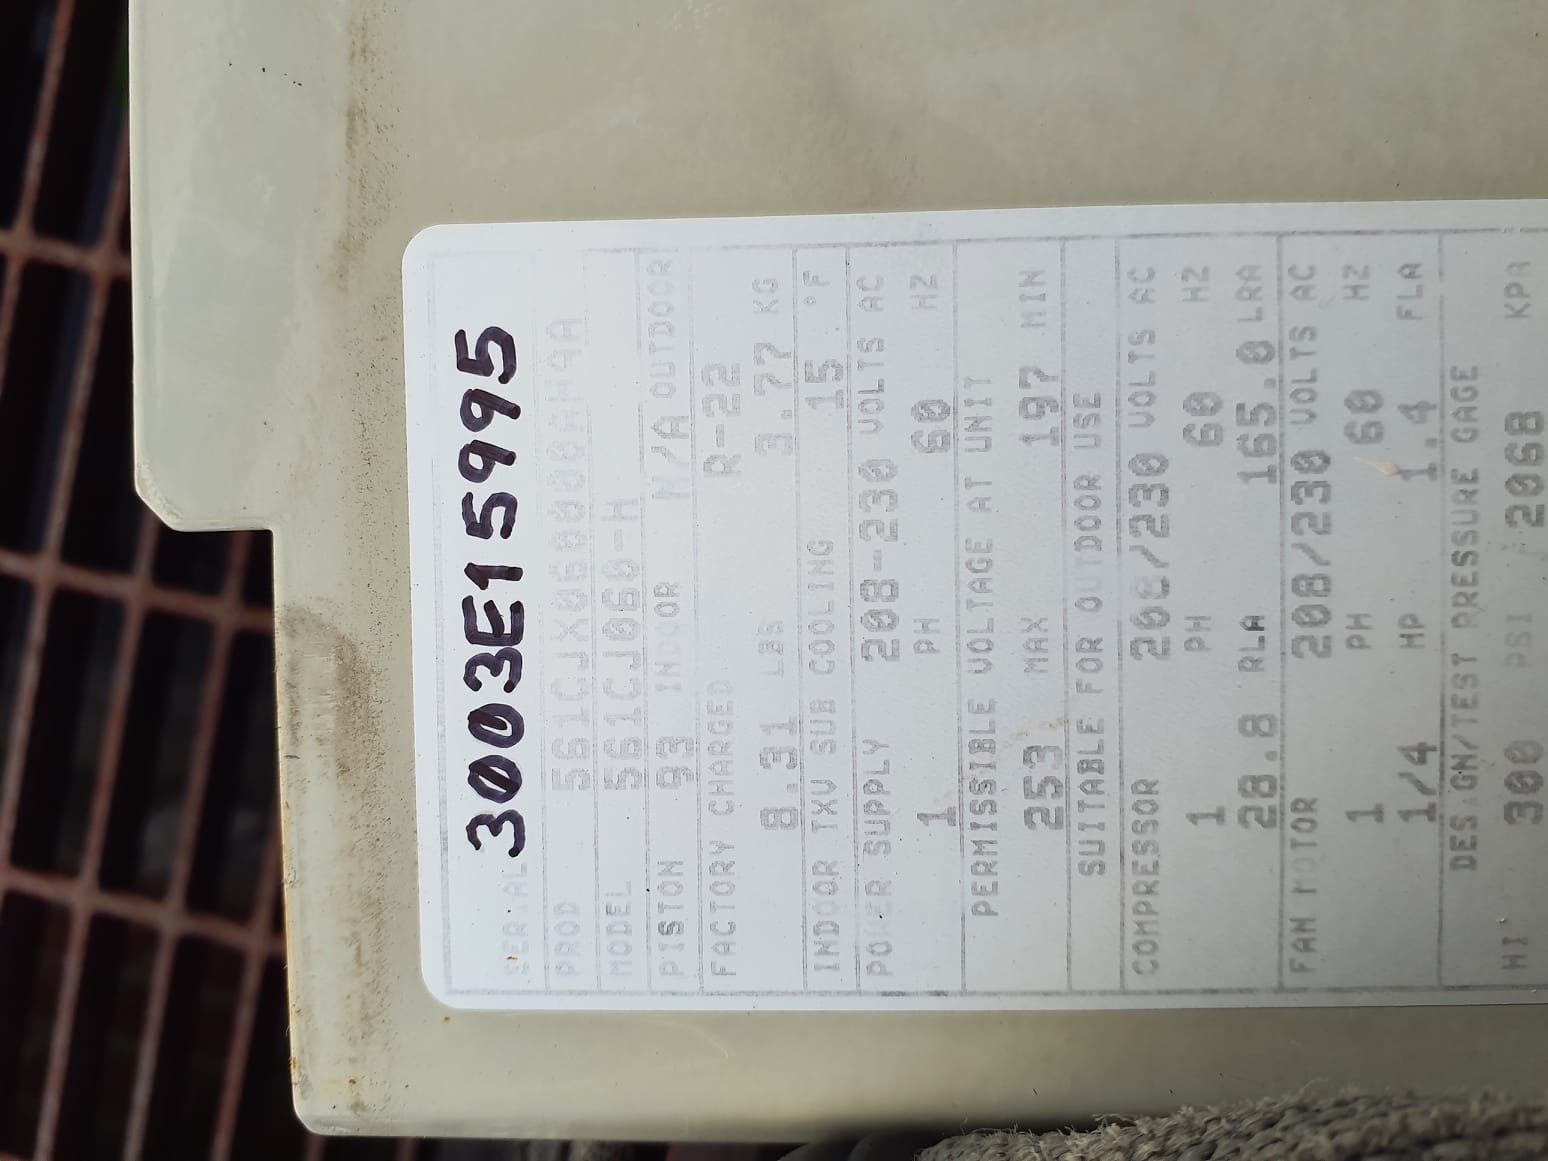 SERIAL 3003E15995
PROD 561CJX060000AHAA
MODEL 561CJ060-H
PISTON 93 INDOOR N/A OUTDOOR
FACTORY CHARGED R-22
8.31 LBS 3.77 KG
INDOOR TXV SUB COOLING 15 °F
POWER SUPPLY 208-230 VOLTS AC
1 PH 60 HZ
PERMISSIBLE VOLTAGE AT UNIT
253 MAX 197 MIN
SUITABLE FOR OUTDOOR USE
COMPRESSOR 208/230 VOLTS AC
1 PH 60 HZ
28.8 RLA 165.0 LRA
FAN MOTOR 208/230 VOLTS AC
1 PH 60 HZ
1/4 HP 1.4 FLA
DESIGN/TEST PRESSURE GAGE
HI 300 PSI 2068 KPA